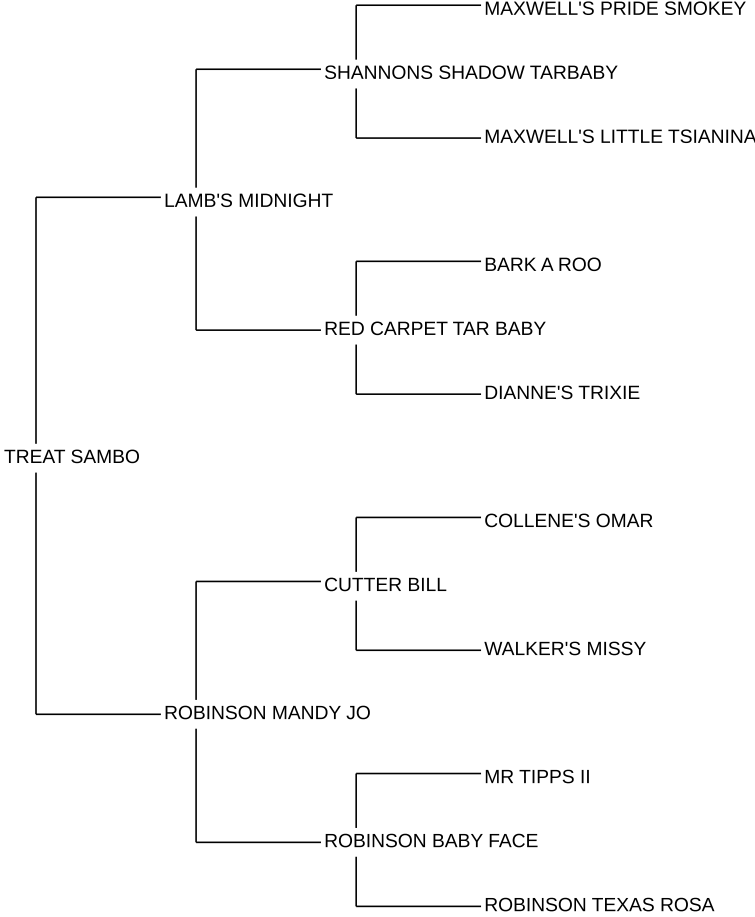 MAXWELL'S PRIDE SMOKEY
SHANNONS SHADOW TARBABY
MAXWELL'S LITTLE TSIANINA
LAMB'S MIDNIGHT
BARK A ROO
RED CARPET TAR BABY
DIANNE'S TRIXIE
TREAT SAMBO
COLLENE'S OMAR
CUTTER BILL
WALKER'S MISSY
ROBINSON MANDY JO
MR TIPPS II
ROBINSON BABY FACE
ROBINSON TEXAS ROSA